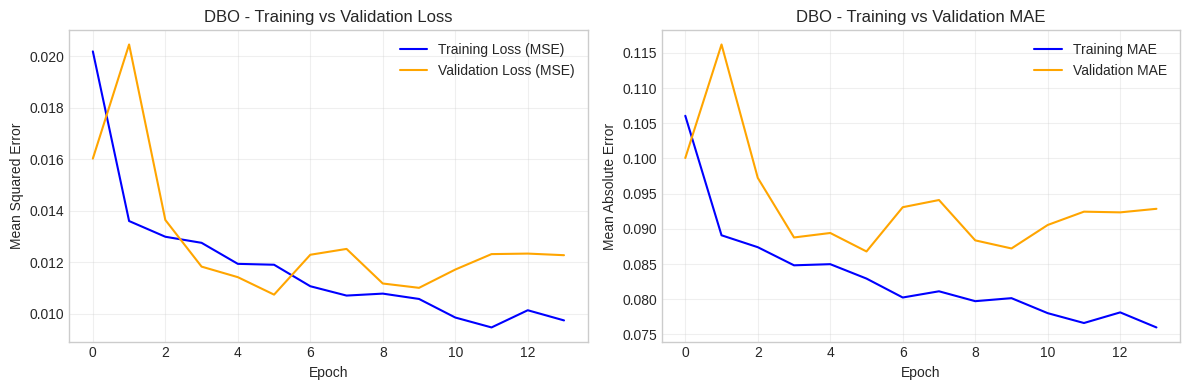 DBO - Training vs Validation Loss
Training Loss (MSE)
Validation Loss (MSE)
0.020
0.018
0.016
0.014
0.012
0.010
Mean Squared Error
0 2 4 6 8 10 12
Epoch
DBO - Training vs Validation MAE
Training MAE
Validation MAE
0.115
0.110
0.105
0.100
0.095
0.090
0.085
0.080
0.075
Mean Absolute Error
0 2 4 6 8 10 12
Epoch